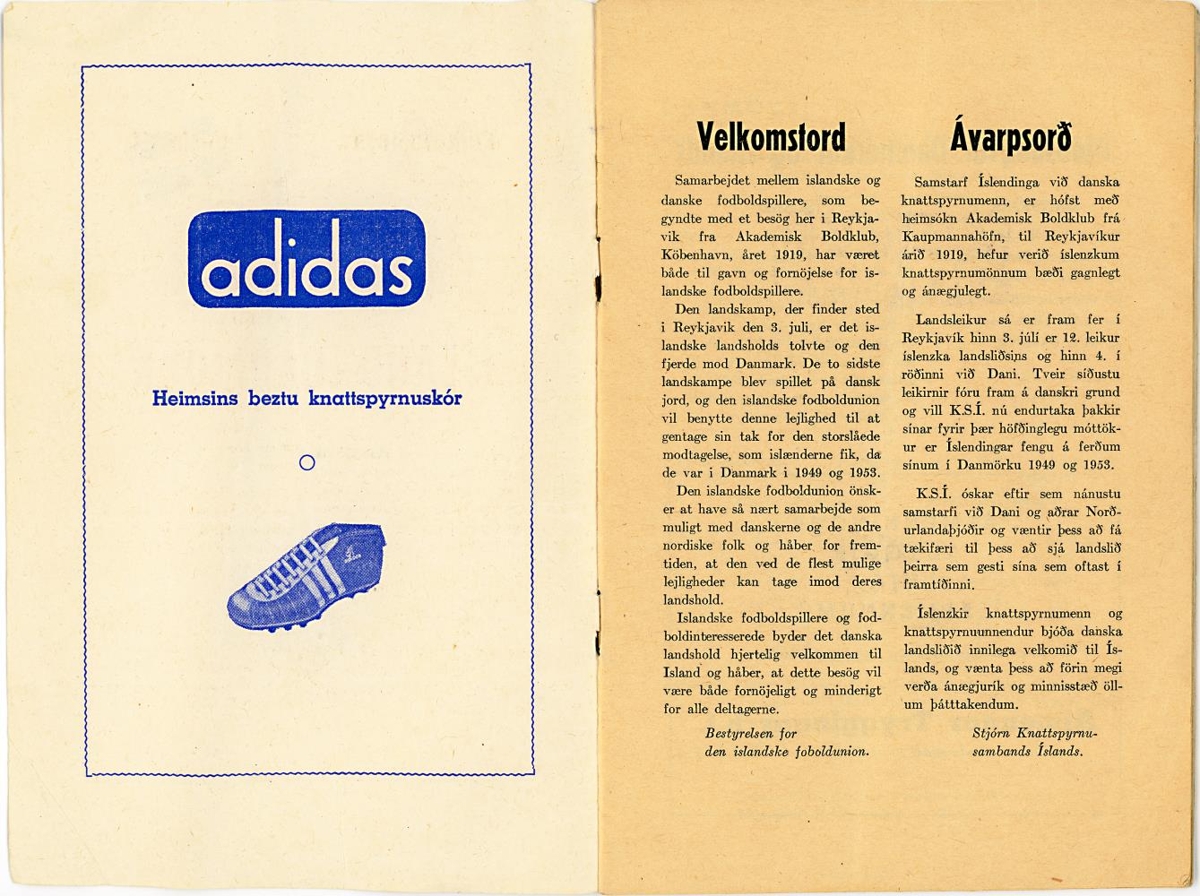 adidas
Heimsins beztu knattspyrnuskór
Velkomstord
Samarbejdet mellem islandske og
danske fodboldspillere, som be-
gyndte med et besög her i Reykja-
vik fra Akademisk Boldklub,
Köbenhavn, året 1919, har været
både til gavn og fornöjelse for is-
landske fodboldspillere.
Den landskamp, der finder sted
i Reykjavik den 3. juli, er det is-
landske landsholds tolvte og den
fjerde mod Danmark. De to sidste
landskampe blev spillet på dansk
jord, og den islandske fodboldunion
vil benytte denne lejlighed til at
gentage sin tak for den storslåede
modtagelse, som islænderne fik, da
de var i Danmark i 1949 og 1953.
Den islandske fodboldunion önsk-
er at have så nært samarbejde som
muligt med danskerne og de andre
nordiske folk og håber for frem-
tiden, at den ved de flest mulige
lejligheder kan tage imod deres
landshold.
Islandske fodboldspillere og fod-
boldinteresserede byder det danska
landshold hjertelig velkommen til
Island og håber, at dette besög vil
være både fornöjeligt og minderigt
for alle deltagerne.
Bestyrelsen for
den islandske foboldunion.
Ávarpsorð
Samstarf Íslendinga við danska
knattspyrnumenn, er hófst með
heimsókn Akademisk Boldklub frá
Kaupmannahöfn, til Reykjavíkur
árið 1919, hefur verið íslenzkum
knattspyrnumönnum bæði gagnlegt
og ánægjulegt.
Landsleikur sá er fram fer í
Reykjavík hinn 3. júlí er 12. leikur
íslenzka landsliðsins og hinn 4. í
röðinni við Dani. Tveir síðustu
leikirnir fóru fram á danskri grund
og vill K.S.Í. nú endurtaka þakkir
sínar fyrir þær höfðinglegu móttök-
ur er Íslendingar fengu á ferðum
sínum í Danmörku 1949 og 1953.
K.S.Í. óskar eftir sem nánustu
samstarfi við Dani og aðrar Norð-
urlandaþjóðir og væntir þess að fá
tækifæri til þess að sjá landslið
þeirra sem gesti sína sem oftast í
framtíðinni.
Íslenzkir knattspyrnumenn og
knattspyrnuunnendur bjóða danska
landsliðið innilega velkomið til Ís-
lands, og vænta þess að förin megi
verða ánægjurík og minnisstæð öll-
um þátttakendum.
Stjórn Knattspyrnu-
sambands Íslands.